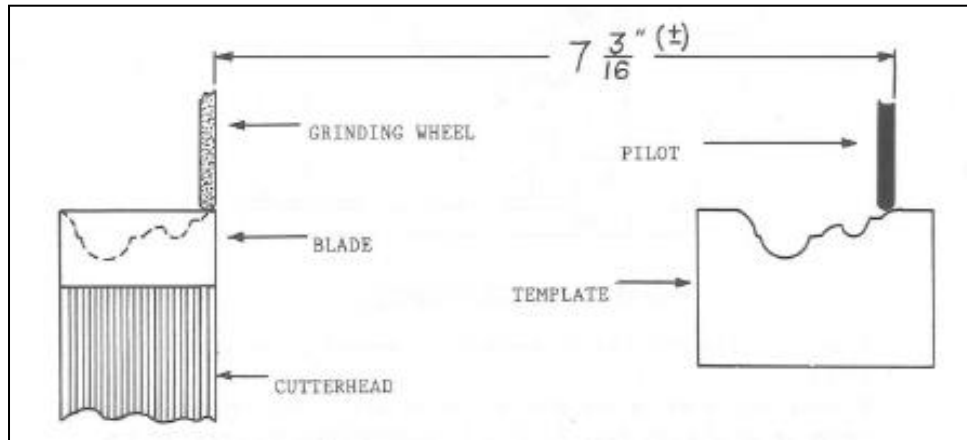 7 3/16" (±)
GRINDING WHEEL
PILOT
BLADE
TEMPLATE
CUTTERHEAD